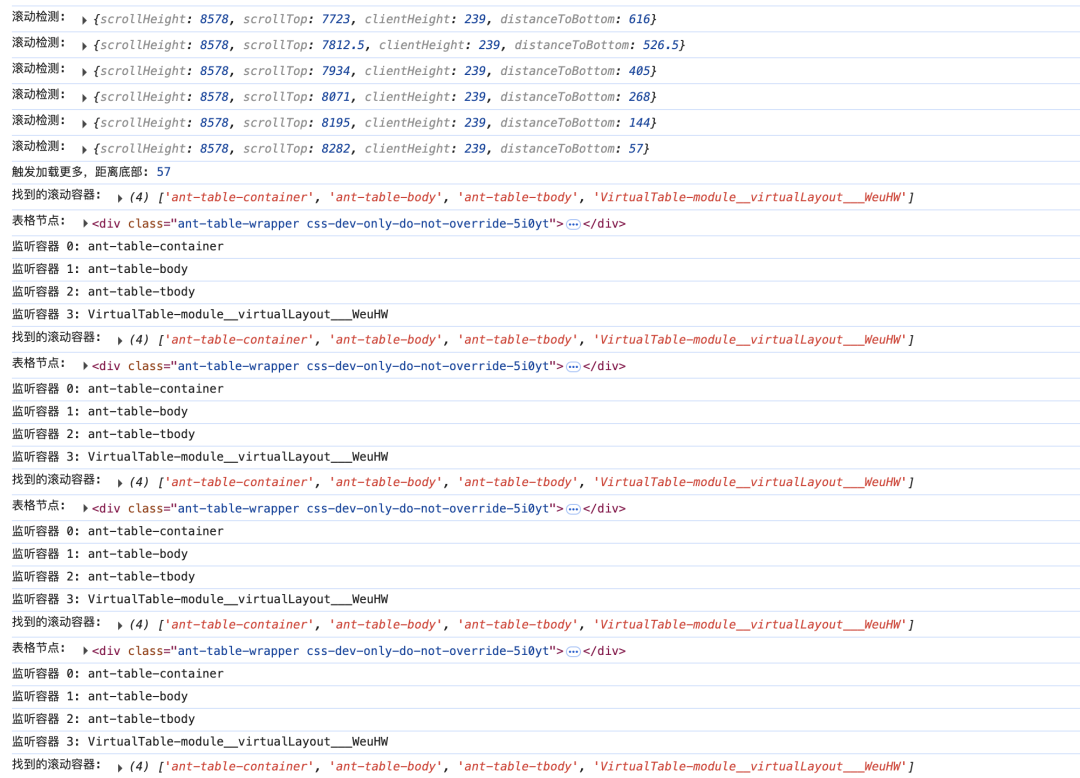 滚动检测: ▶ {scrollHeight: 8578, scrollTop: 7723, clientHeight: 239, distanceToBottom: 616}
滚动检测: ▶ {scrollHeight: 8578, scrollTop: 7812.5, clientHeight: 239, distanceToBottom: 526.5}
滚动检测: ▶ {scrollHeight: 8578, scrollTop: 7934, clientHeight: 239, distanceToBottom: 405}
滚动检测: ▶ {scrollHeight: 8578, scrollTop: 8071, clientHeight: 239, distanceToBottom: 268}
滚动检测: ▶ {scrollHeight: 8578, scrollTop: 8195, clientHeight: 239, distanceToBottom: 144}
滚动检测: ▶ {scrollHeight: 8578, scrollTop: 8282, clientHeight: 239, distanceToBottom: 57}
触发加载更多, 距离底部: 57
找到的滚动容器: ▶ (4) ['ant-table-container', 'ant-table-body', 'ant-table-tbody', 'VirtualTable-module__virtualLayout___WeuHW']
表格节点: ▶<div class="ant-table-wrapper css-dev-only-do-not-override-5i0yt">⋯</div>
监听容器 0: ant-table-container
监听容器 1: ant-table-body
监听容器 2: ant-table-tbody
监听容器 3: VirtualTable-module__virtualLayout___WeuHW
找到的滚动容器: ▶ (4) ['ant-table-container', 'ant-table-body', 'ant-table-tbody', 'VirtualTable-module__virtualLayout___WeuHW']
表格节点: ▶<div class="ant-table-wrapper css-dev-only-do-not-override-5i0yt">⋯</div>
监听容器 0: ant-table-container
监听容器 1: ant-table-body
监听容器 2: ant-table-tbody
监听容器 3: VirtualTable-module__virtualLayout___WeuHW
找到的滚动容器: ▶ (4) ['ant-table-container', 'ant-table-body', 'ant-table-tbody', 'VirtualTable-module__virtualLayout___WeuHW']
表格节点: ▶<div class="ant-table-wrapper css-dev-only-do-not-override-5i0yt">⋯</div>
监听容器 0: ant-table-container
监听容器 1: ant-table-body
监听容器 2: ant-table-tbody
监听容器 3: VirtualTable-module__virtualLayout___WeuHW
找到的滚动容器: ▶ (4) ['ant-table-container', 'ant-table-body', 'ant-table-tbody', 'VirtualTable-module__virtualLayout___WeuHW']
表格节点: ▶<div class="ant-table-wrapper css-dev-only-do-not-override-5i0yt">⋯</div>
监听容器 0: ant-table-container
监听容器 1: ant-table-body
监听容器 2: ant-table-tbody
监听容器 3: VirtualTable-module__virtualLayout___WeuHW
找到的滚动容器: ▶ (4) ['ant-table-container', 'ant-table-body', 'ant-table-tbody', 'VirtualTable-module__virtualLayout___WeuHW']